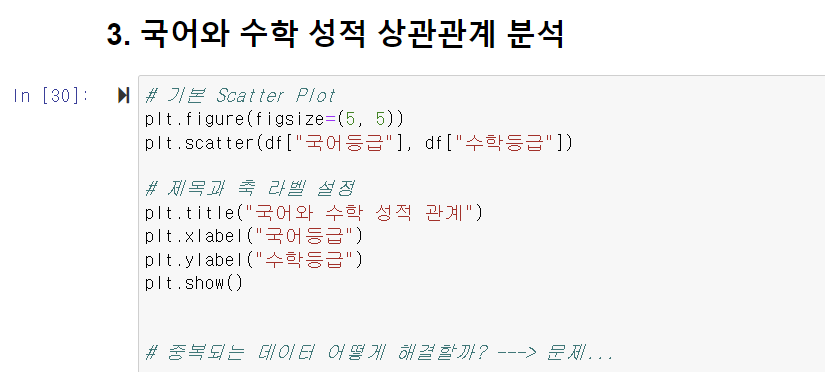 3. 국어와 수학 성적 상관관계 분석
In [30]:
# 기본 Scatter Plot
plt.figure(figsize=(5, 5))
plt.scatter(df["국어등급"], df["수학등급"])
# 제목과 축 라벨 설정
plt.title("국어와 수학 성적 관계")
plt.xlabel("국어등급")
plt.ylabel("수학등급")
plt.show()
# 중복되는 데이터 어떻게 해결할까? ---> 문제...